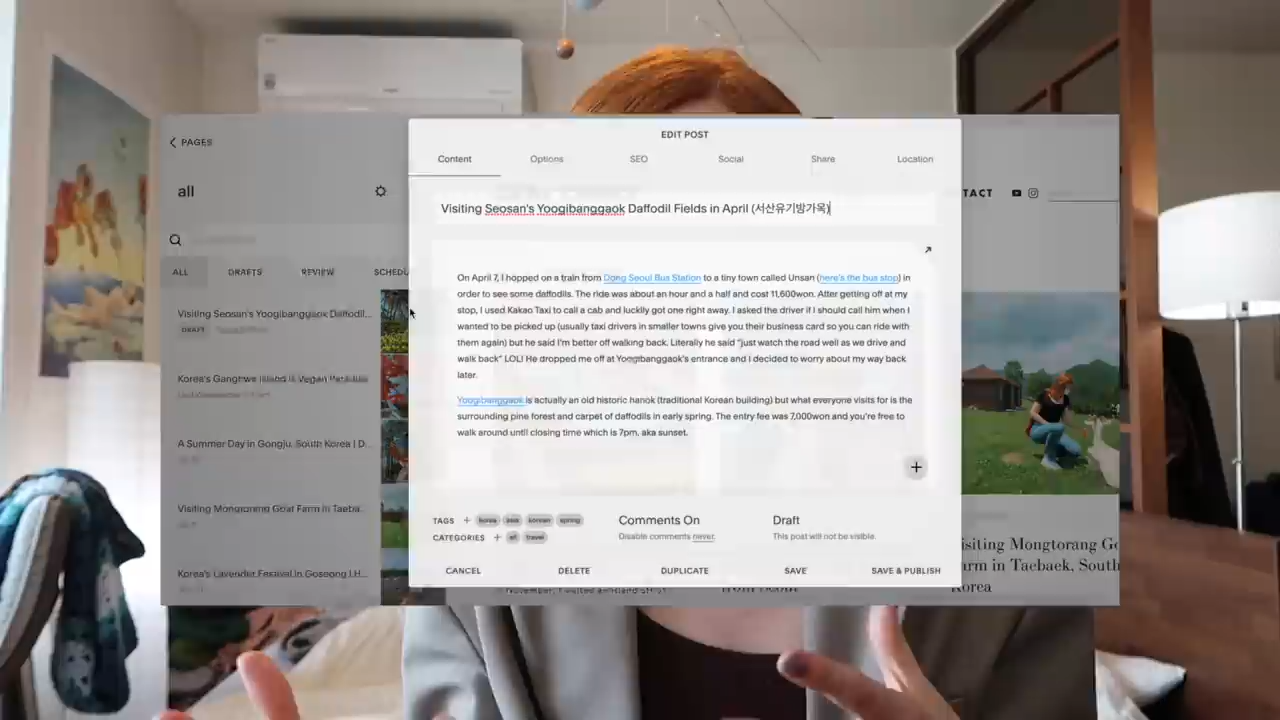 PAGES
all
ALL
DRAFTS
REVIEW
SCHEDU
Visiting Seosan's Yoogibanggaok Daffodil...
DRAFT
Korea's Ganghwa Island is Vegan Paradise
A Summer Day in Gongju, South Korea | D...
Visiting Mongtorang Goat Farm in Taeba...
Korea's Lavender Fesaval in Goseong | H...
EDIT POST
Content
Options
SEO
Social
Share
Location
Visiting Seosan's Yoogibanggaok Daffodil Fields in April (서산유기방가옥)
On April 7, I hopped on a train from Dong Seoul Bus Station to a tiny town called Unsan (here's the bus stop) in
order to see some daffodils. The ride was about an hour and a half and cost 11,600won. After getting off at my
stop, I used Kakao Taxi to call a cab and luckily got one right away. I asked the driver if I should call him when I
wanted to be picked up (usually taxi drivers in smaller towns give you their business card so you can ride with
them again) but he said I'm better off walking back. Literally he said "just watch the road well as we drive and
walk back" LOL! He dropped me off at Yoogibanggaok's entrance and I decided to worry about my way back
later.
Yoogibanggaok is actually an old historic hanok (traditional Korean building) but what everyone visits for is the
surrounding pine forest and carpet of daffodils in early spring. The entry fee was 7,000won and you're free to
walk around until closing time which is 7pm, aka sunset.
TAGS + korea asia korean spring
CATEGORIES + all travel
Comments On
Disable comments never.
Draft
This post will not be visible.
CANCEL
DELETE
DUPLICATE
SAVE
SAVE & PUBLISH
TACT
isiting Mongtorang Go
rm in Taebaek, South
Korea